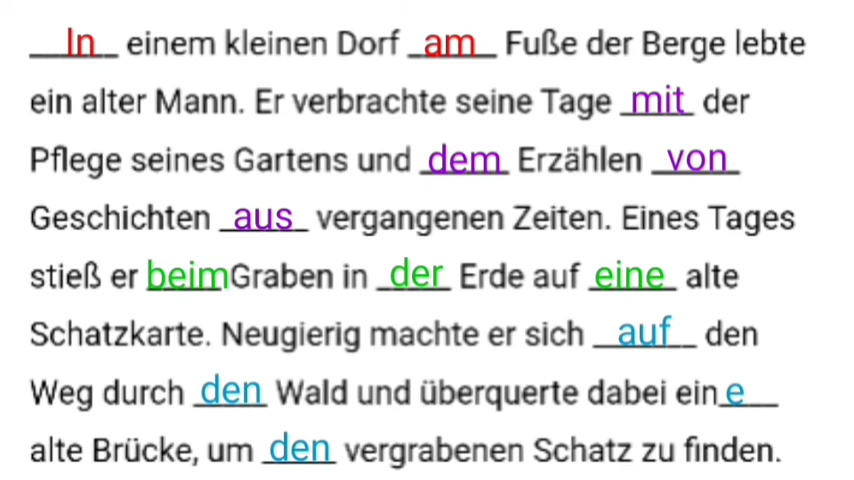 In einem kleinen Dorf am Fuße der Berge lebte
ein alter Mann. Er verbrachte seine Tage mit der
Pflege seines Gartens und dem Erzählen von
Geschichten aus vergangenen Zeiten. Eines Tages
stieß er beim Graben in der Erde auf eine alte
Schatzkarte. Neugierig machte er sich auf den
Weg durch den Wald und überquerte dabei eine
alte Brücke, um den vergrabenen Schatz zu finden.